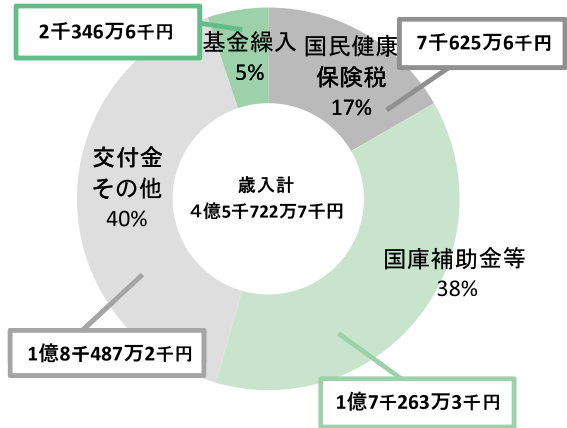 2千346万6千円
基金繰入
5%
国民健康
保険税
17%
7千625万6千円
交付金
その他
40%
歳入計
4億5千722万7千円
国庫補助金等
38%
1億8千487万2千円
1億7千263万3千円